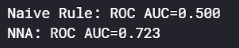 Naive Rule: ROC AUC=0.500
NNA: ROC AUC=0.723